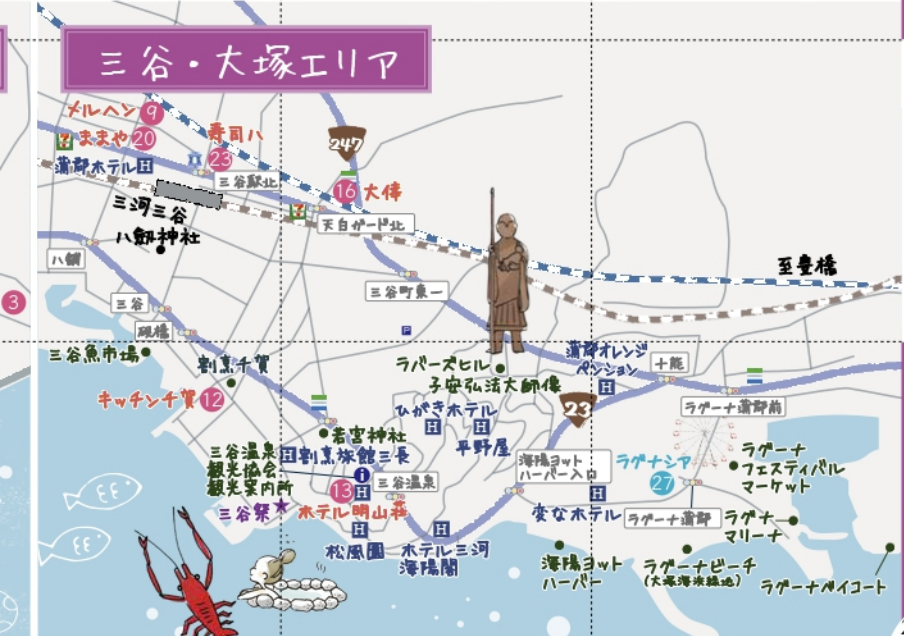 三谷・大塚エリア
メルヘン 9
ままや 20
寿司八
23
蒲郡ホテル H
三谷駅北
三河三谷
八劔神社
八劔
247
16 大倖
天白ガード北
至豊橋
三谷町東一
3
三谷
硯橋
P
三谷魚市場
割烹千賀
キッチン千賀 12
ラバーズヒル
子安弘法大師像
蒲郡オレンジ
ペンション
H
十能
23
ラグーナ蒲郡前
ひがきホテル
H
平野屋
H
若宮神社
三谷温泉
観光協会
観光案内所
H 割烹旅館三長
i
三谷温泉
13 H
ホテル明山荘
三谷祭
H
松風園
H
ホテル三河
海陽閣
海陽ヨット
ハーバー入口
H
変なホテル
ラグナシア
27
ラグーナ蒲郡
ラグーナ
フェスティバル
マーケット
ラグーナ
マリーナ
海陽ヨット
ハーバー
ラグーナビーチ
(大塚海浜緑地)
ラグーナベイコート